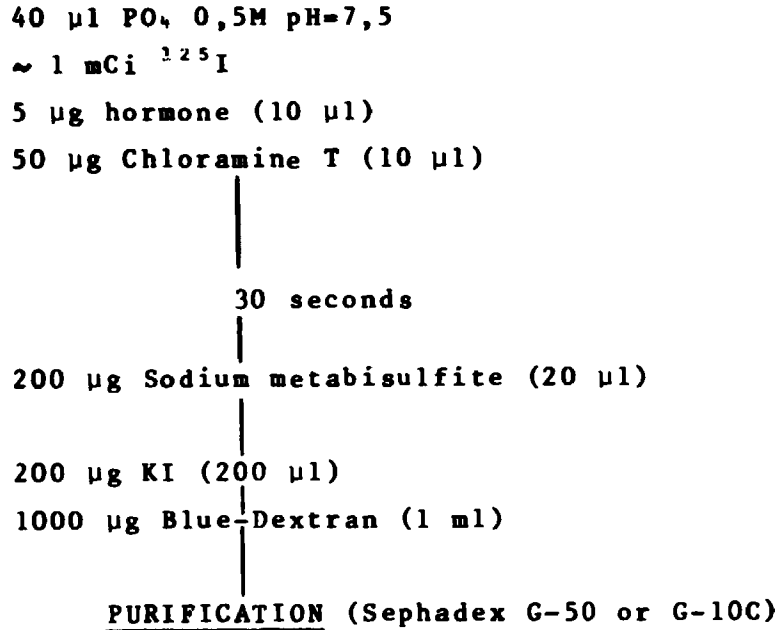 40 µl PO₄ 0,5M pH=7,5
~ 1 mCi ¹²⁵I
5 µg hormone (10 µl)
50 µg Chloramine T (10 µl)
30 seconds
200 µg Sodium metabisulfite (20 µl)
200 µg KI (200 µl)
1000 µg Blue-Dextran (1 ml)
PURIFICATION (Sephadex G-50 or G-10C)